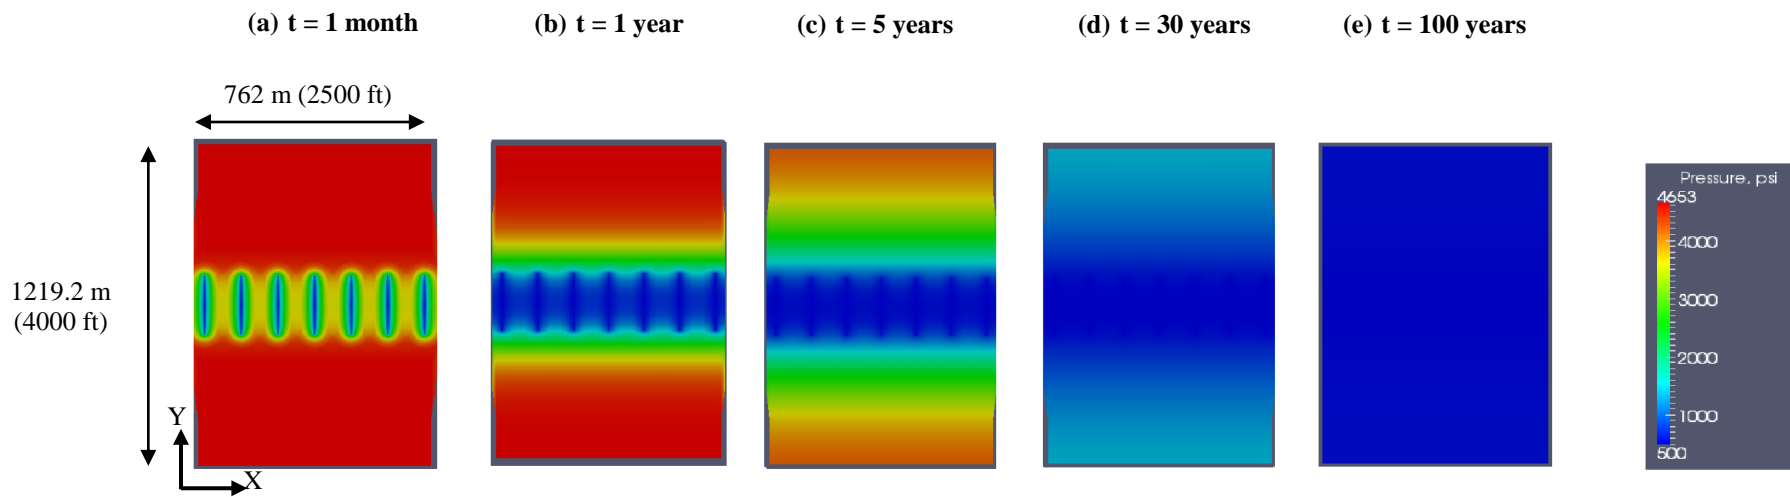 (a) t = 1 month
(b) t = 1 year
(c) t = 5 years
(d) t = 30 years
(e) t = 100 years
762 m (2500 ft)
1219.2 m
(4000 ft)
Y
X
Pressure, psi
4653
4000
3000
2000
1000
500